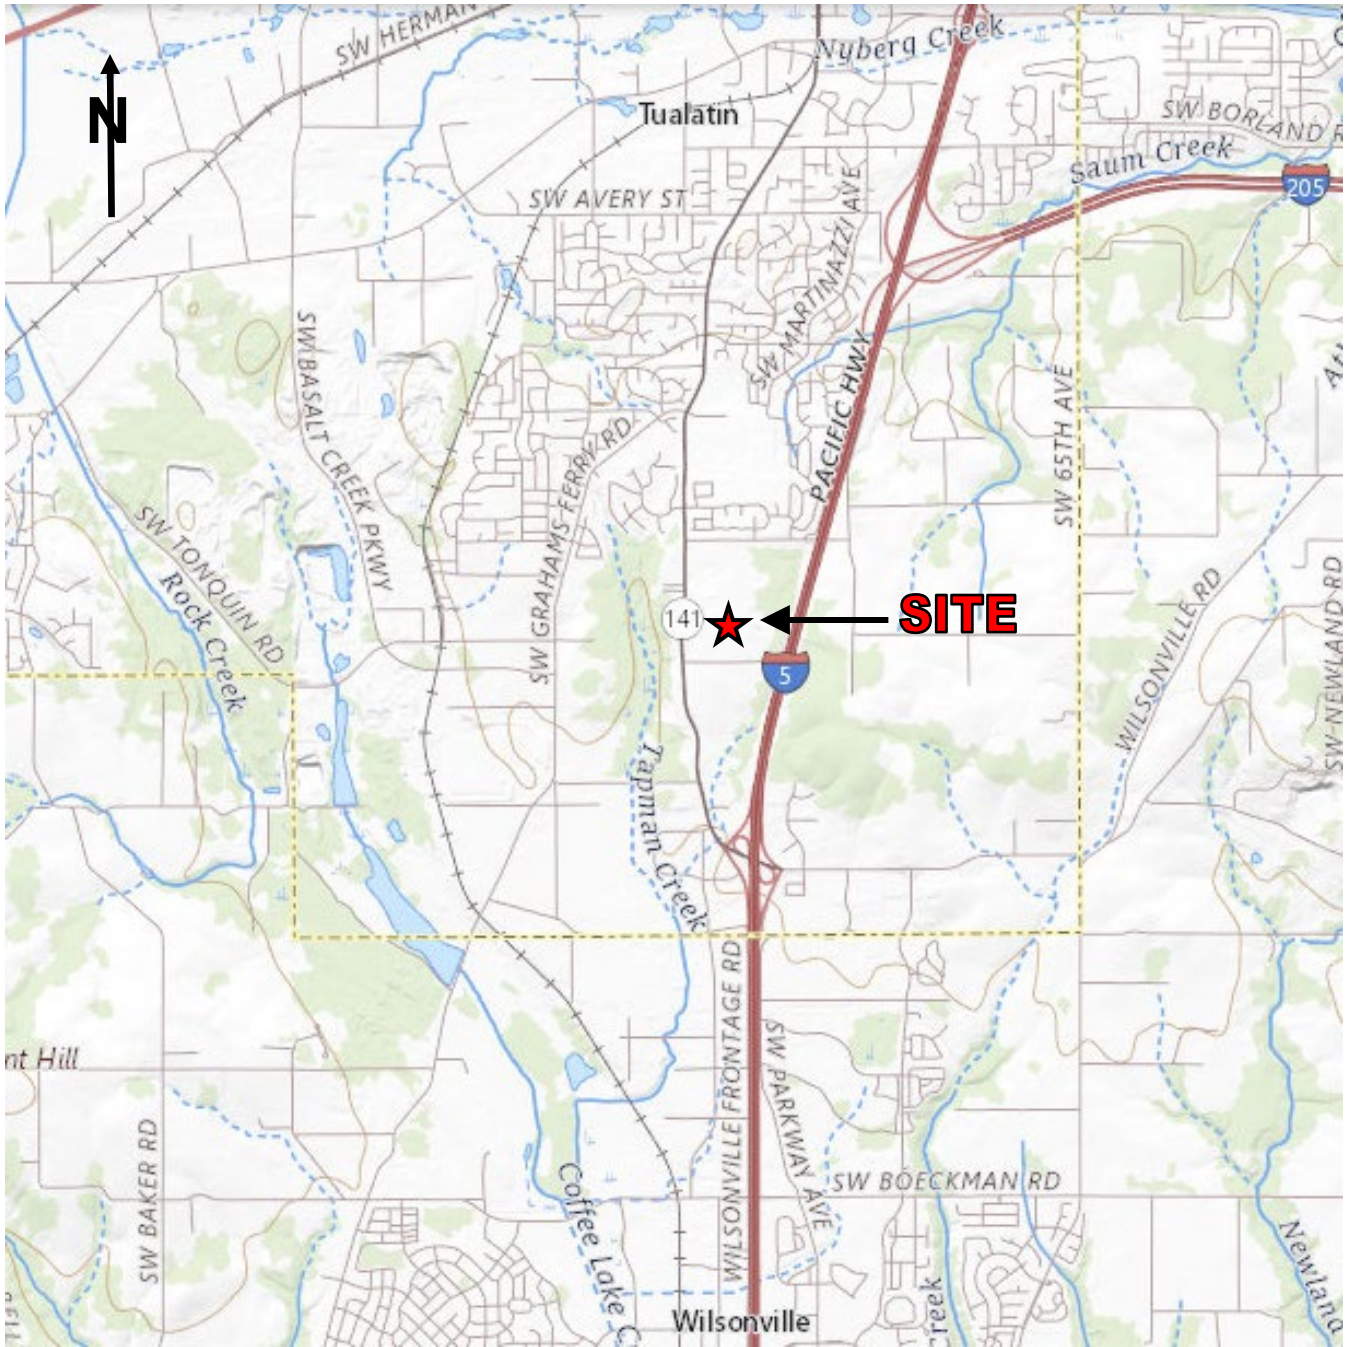 SW HERMAN
Nyberg Creek
N
Tualatin
SW BORLAND R
Saum Creek
205
SW AVERY ST
SW MARTINAZZI AVE
SW BASALT CREEK PKWY
PACIFIC HWY
SW 65TH AVE
SW GRAHAMS FERRY RD
SW TONQUIN RD
Rock Creek
141
SITE
5
WILSONVILLE RD
SW NEWLAND RD
Tapman Creek
WILSONVILLE FRONTAGE RD
SW PARKWAY AVE
nt Hill
SW BAKER RD
SW BOECKMAN RD
Coffee Lake C
Creek
Newland
Wilsonville